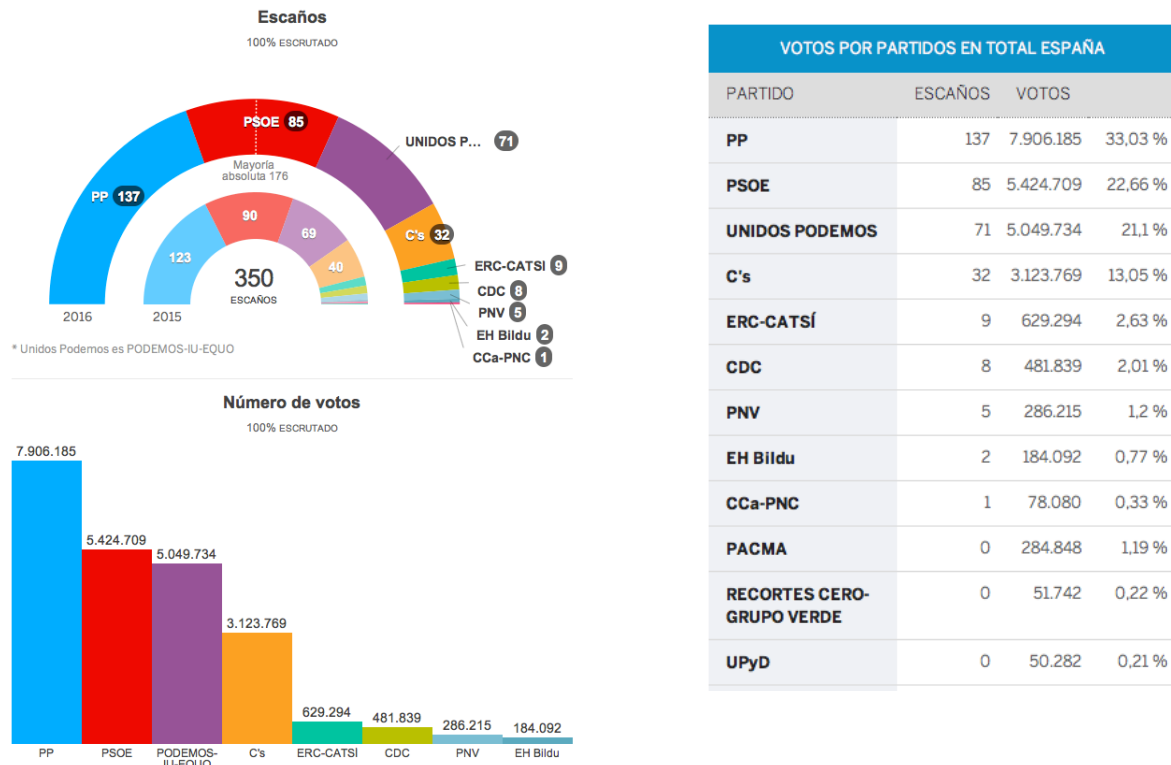 Escaños
100% ESCRUTADO
PSOE 85
UNIDOS P... 71
Mayoría
absoluta 176
PP 137
90
C's 32
69
123
40
ERC-CATSI 9
350
ESCAÑOS
CDC 8
PNV 5
2016
2015
EH Bildu 2
* Unidos Podemos es PODEMOS-IU-EQUO
CCa-PNC 1
Número de votos
100% ESCRUTADO
7.906.185
5.424.709
5.049.734
3.123.769
629.294
481.839
286.215
184.092
PP
PSOE
PODEMOS-
IU-EQUO
C's
ERC-CATSÍ
CDC
PNV
EH Bildu
VOTOS POR PARTIDOS EN TOTAL ESPAÑA
PARTIDO ESCAÑOS VOTOS
PP 137 7.906.185 33,03 %
PSOE 85 5.424.709 22,66 %
UNIDOS PODEMOS 71 5.049.734 21,1 %
C's 32 3.123.769 13,05 %
ERC-CATSÍ 9 629.294 2,63 %
CDC 8 481.839 2,01 %
PNV 5 286.215 1,2 %
EH Bildu 2 184.092 0,77 %
CCa-PNC 1 78.080 0,33 %
PACMA 0 284.848 1,19 %
RECORTES CERO- 0 51.742 0,22 %
GRUPO VERDE
UPyD 0 50.282 0,21 %